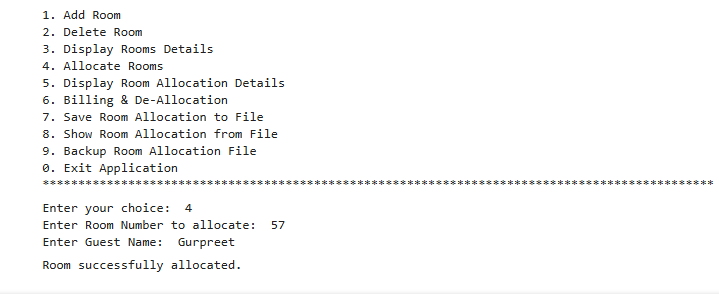 1. Add Room
2. Delete Room
3. Display Rooms Details
4. Allocate Rooms
5. Display Room Allocation Details
6. Billing & De-Allocation
7. Save Room Allocation to File
8. Show Room Allocation from File
9. Backup Room Allocation File
0. Exit Application
**********************************************************************************************
Enter your choice:  4
Enter Room Number to allocate:  57
Enter Guest Name:  Gurpreet
Room successfully allocated.